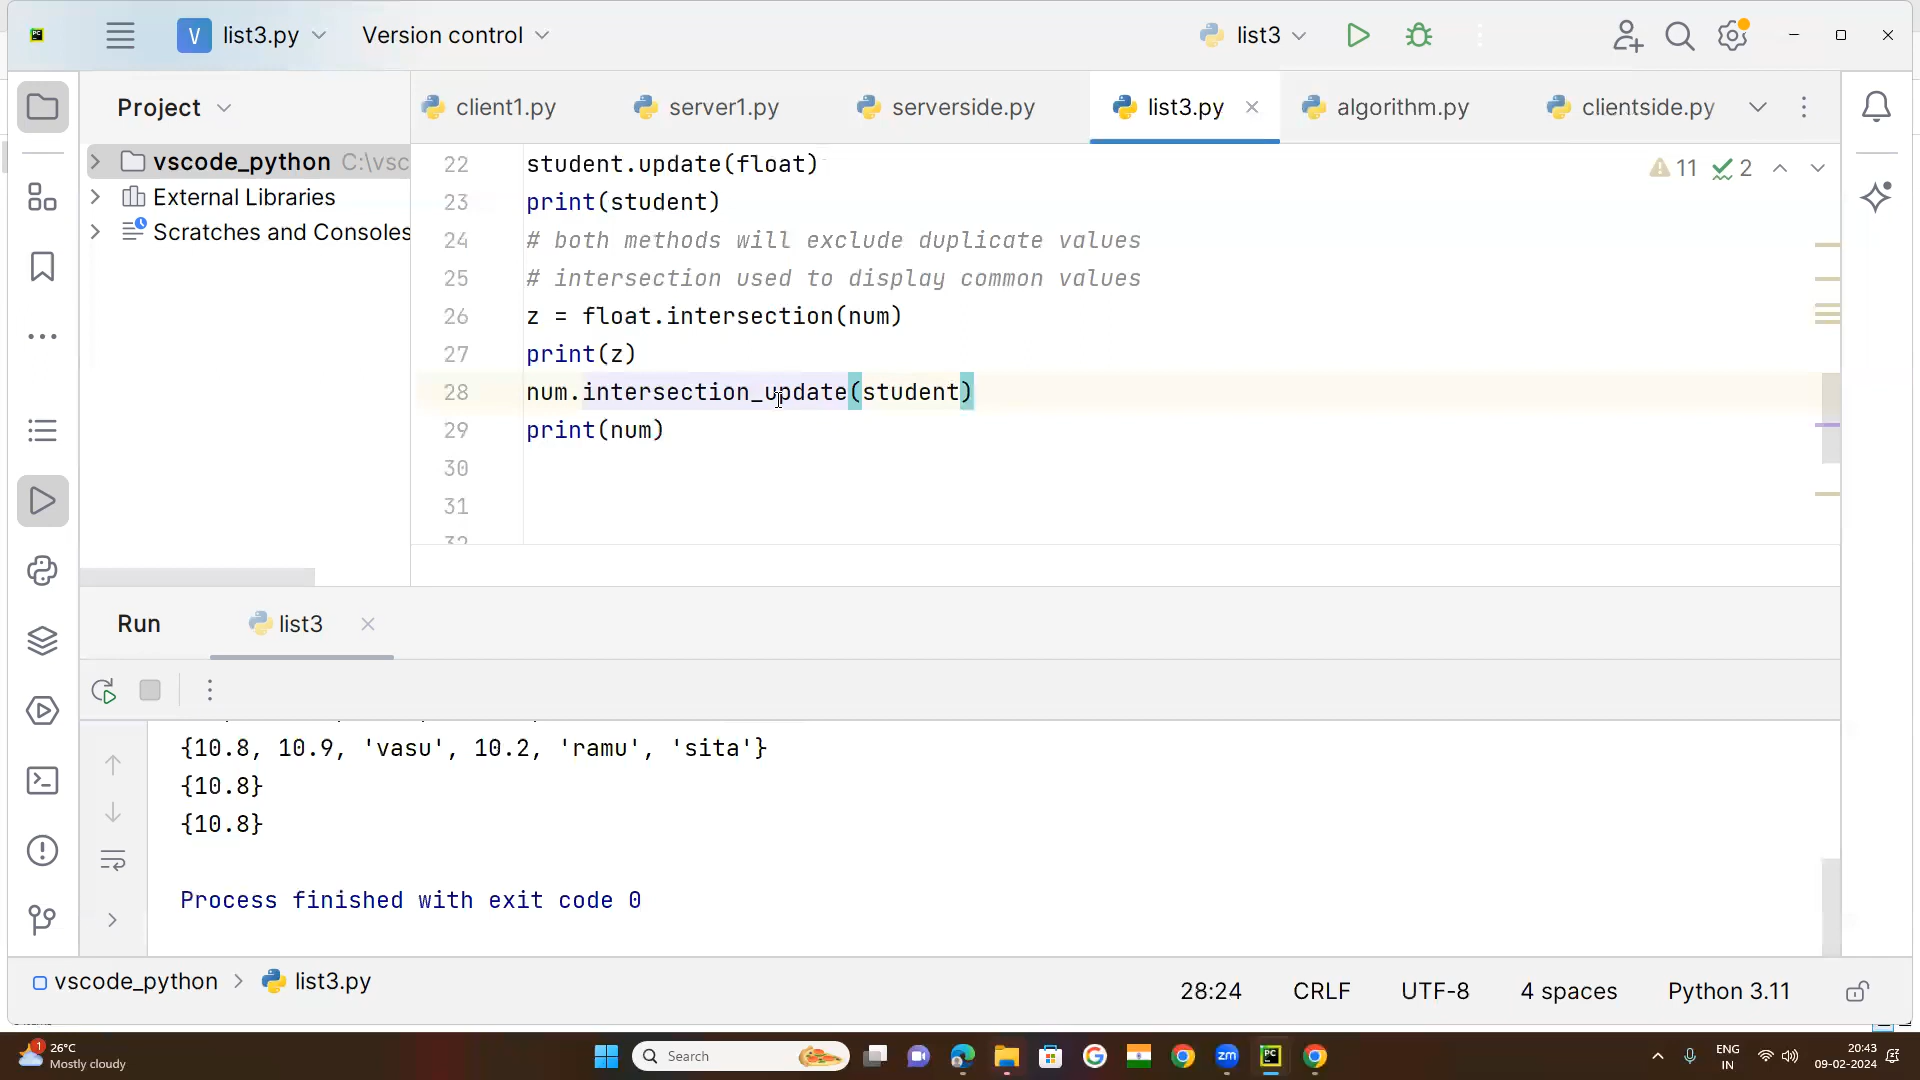 V list3.py Version control list3
Project client1.py server1.py serverside.py list3.py algorithm.py clientside.py
vscode_python C:\vsc
External Libraries
Scratches and Consoles
11 2
22 student.update(float)
23 print(student)
24 # both methods will exclude duplicate values
25 # intersection used to display common values
26 z = float.intersection(num)
27 print(z)
28 num.intersection_update(student)
29 print(num)
30
31
32
Run list3
{10.8, 10.9, 'vasu', 10.2, 'ramu', 'sita'}
{10.8}
{10.8}
Process finished with exit code 0
vscode_python > list3.py 28:24 CRLF UTF-8 4 spaces Python 3.11
1 26°C
Mostly cloudy
Search
zm
PC
ENG
IN
20:43
09-02-2024